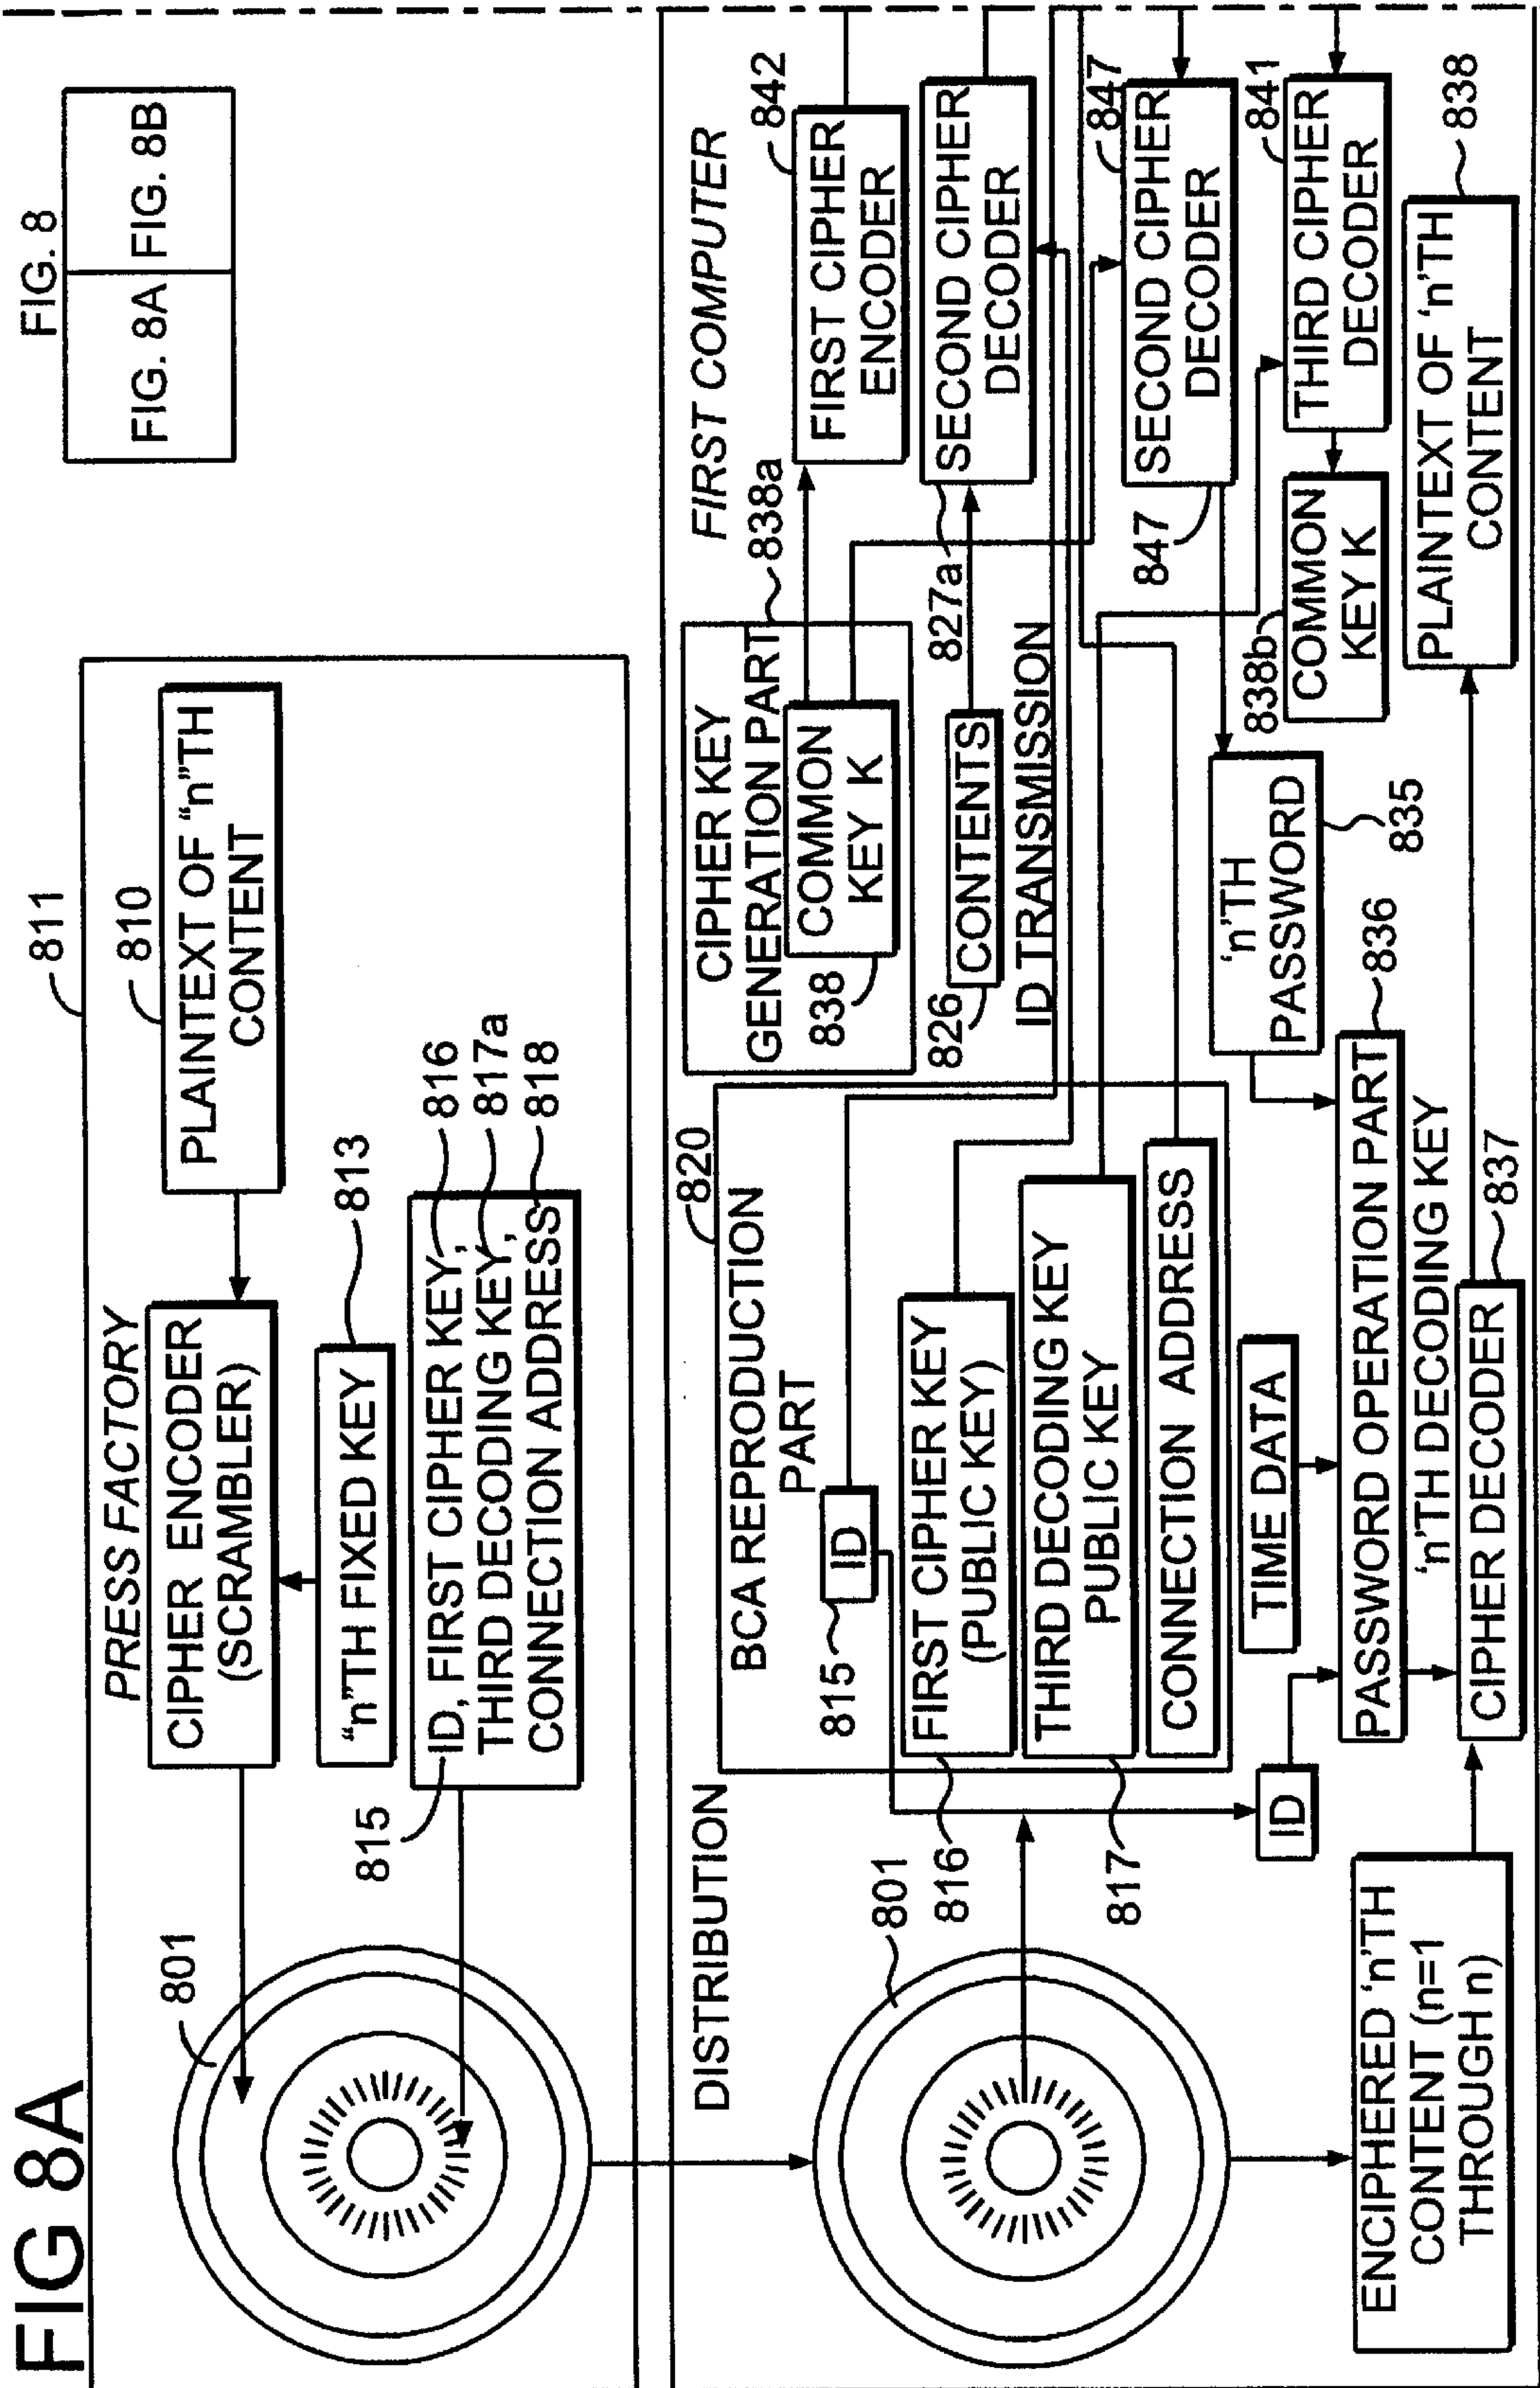 FIG 8A
FIG. 8
FIG. 8A
FIG. 8B
811
PRESS FACTORY
810
PLAINTEXT OF "n"TH
CONTENT
CIPHER ENCODER
(SCRAMBLER)
813
"n"TH FIXED KEY
801
815
ID, FIRST CIPHER KEY,
THIRD DECODING KEY,
CONNECTION ADDRESS
816
817a
818
DISTRIBUTION
801
FIRST COMPUTER
820
BCA REPRODUCTION
PART
815
ID
816
FIRST CIPHER KEY
(PUBLIC KEY)
817
THIRD DECODING KEY
PUBLIC KEY
CONNECTION ADDRESS
838a
CIPHER KEY
GENERATION PART
COMMON
KEY K
838
842
FIRST CIPHER
ENCODER
826
CONTENTS
827a
SECOND CIPHER
DECODER
ID TRANSMISSION
847
SECOND CIPHER
DECODER
847
841
THIRD CIPHER
DECODER
838b
COMMON
KEY K
'n'TH
PASSWORD
835
TIME DATA
ID
PASSWORD OPERATION PART
836
'n'TH DECODING KEY
ENCIPHERED 'n'TH
CONTENT (n=1
THROUGH n)
CIPHER DECODER
837
PLAINTEXT OF 'n'TH
CONTENT
838